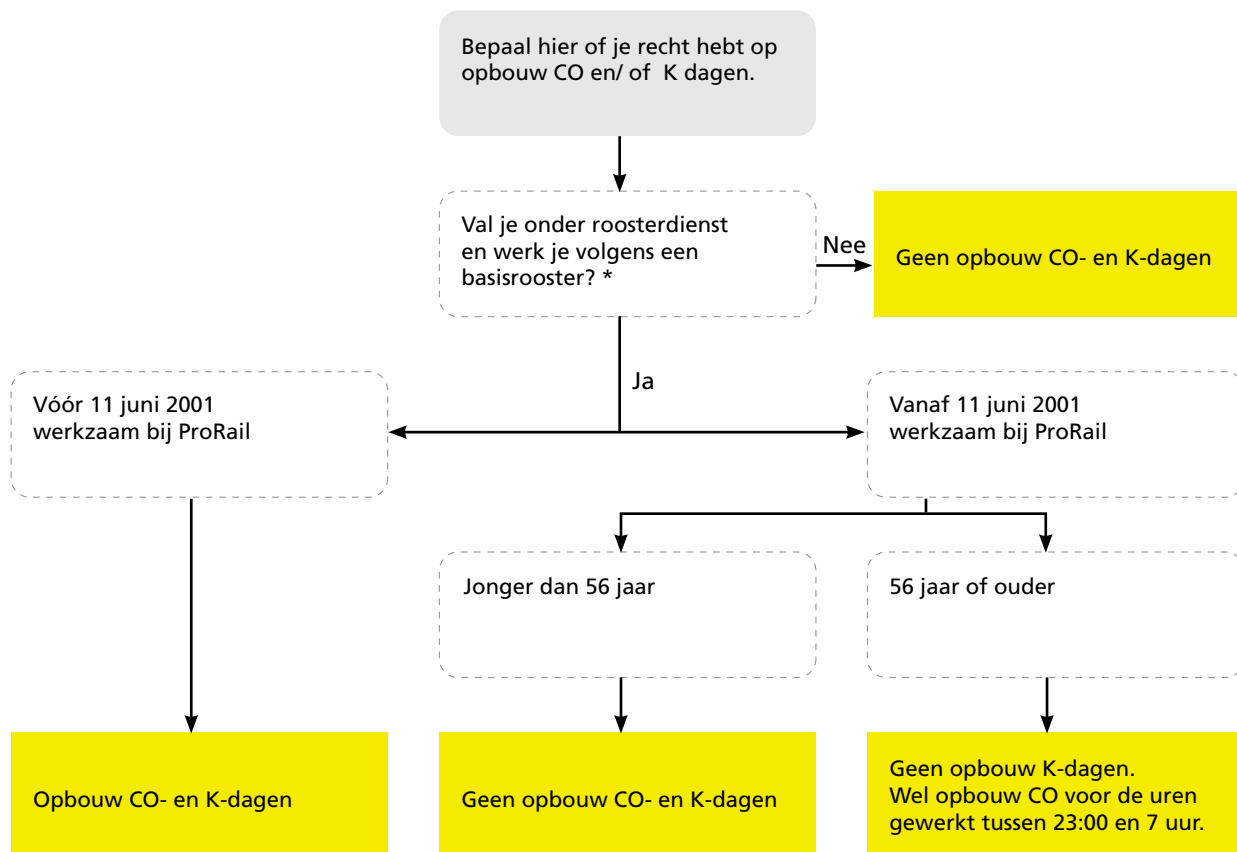 Bepaal hier of je recht hebt op
opbouw CO en/ of K dagen.
Val je onder roosterdienst
en werk je volgens een
basisrooster? *
Nee
Geen opbouw CO- en K-dagen
Ja
Vóór 11 juni 2001
werkzaam bij ProRail
Vanaf 11 juni 2001
werkzaam bij ProRail
Jonger dan 56 jaar
56 jaar of ouder
Opbouw CO- en K-dagen
Geen opbouw CO- en K-dagen
Geen opbouw K-dagen.
Wel opbouw CO voor de uren
gewerkt tussen 23:00 en 7 uur.